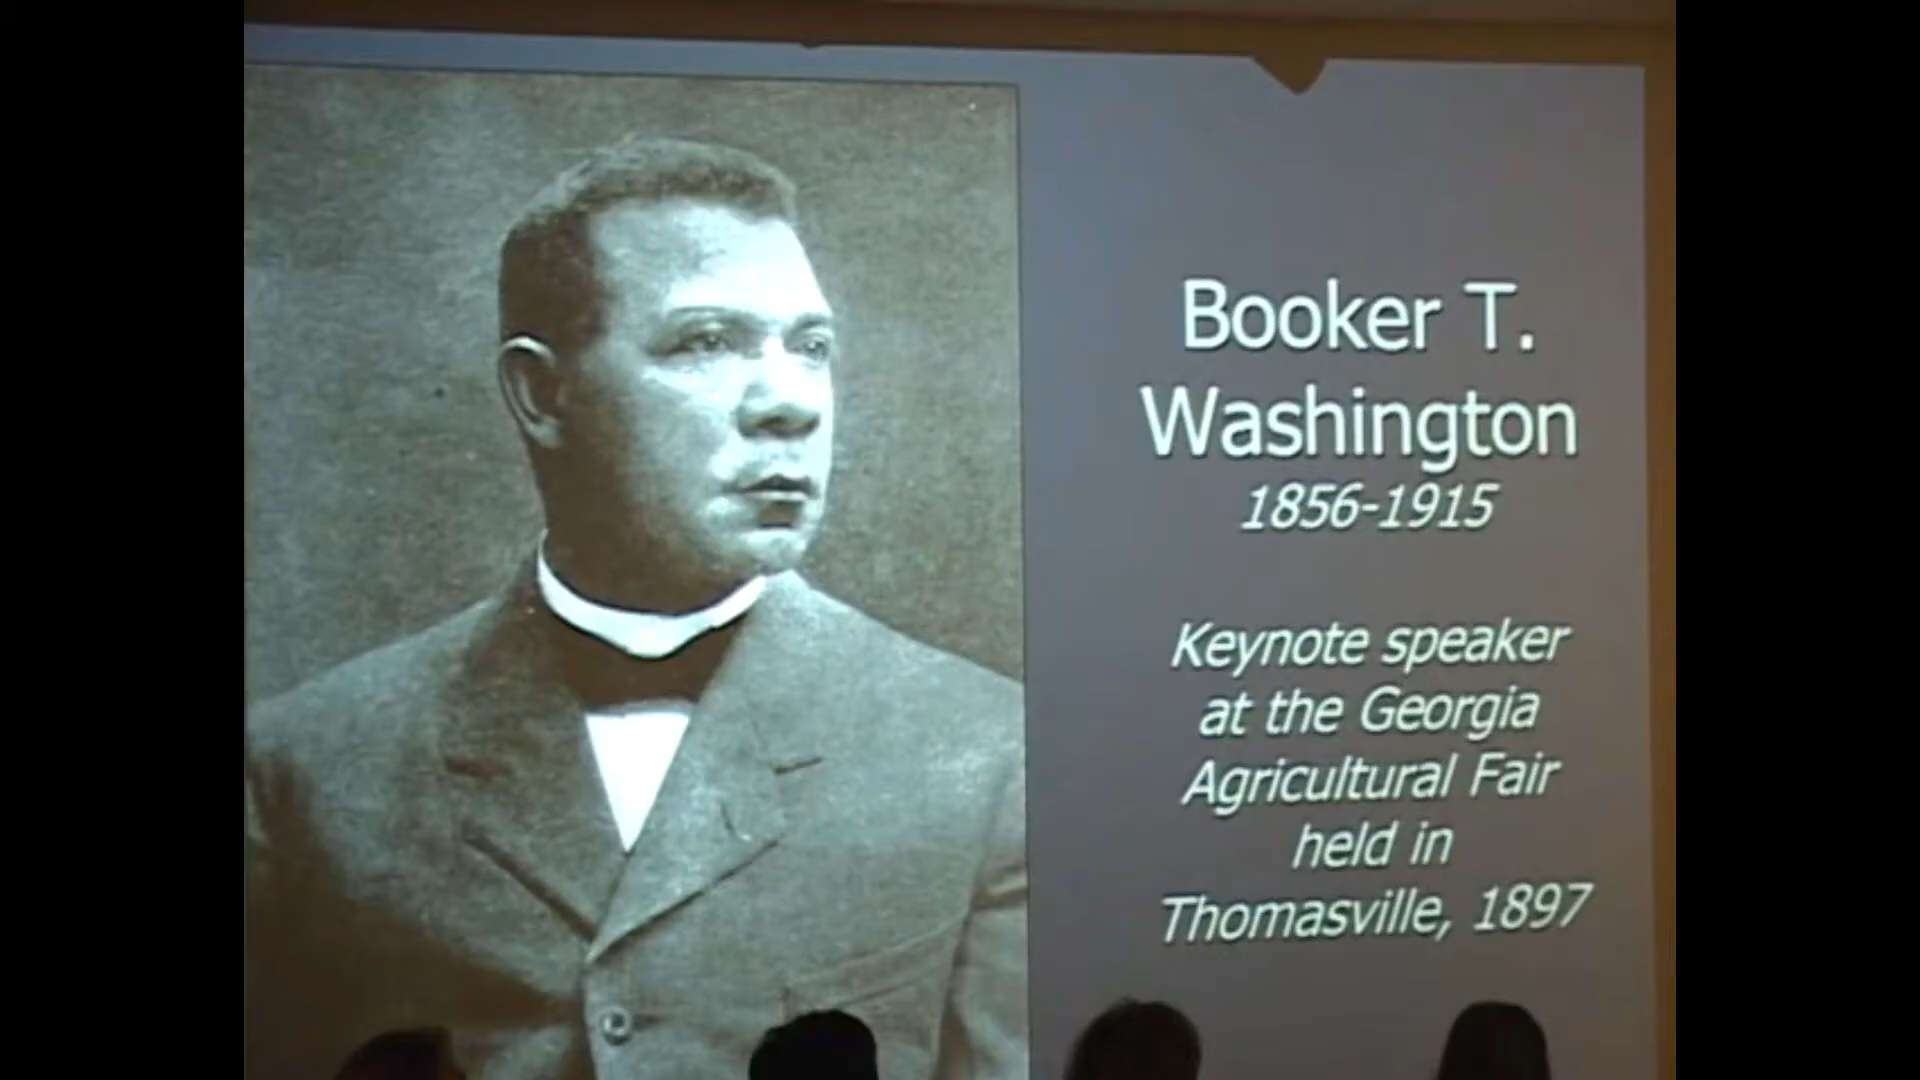 Booker T.
Washington
1856-1915
Keynote speaker
at the Georgia
Agricultural Fair
held in
Thomasville, 1897